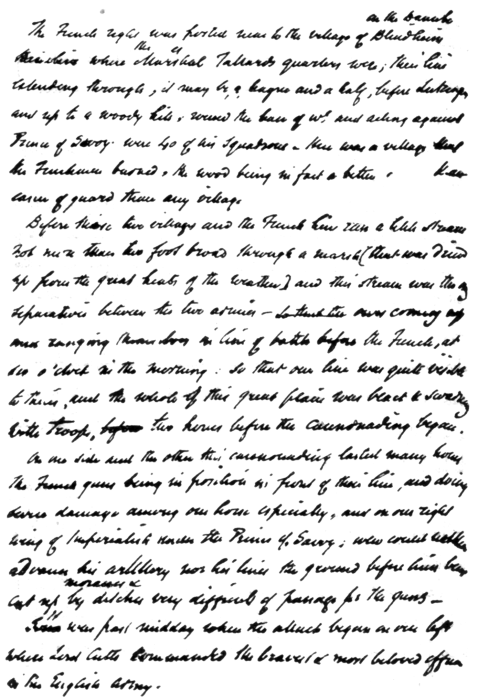 on the Danube
The French right was posted near to the village of Blindheim
where the Marshal Tallard's quarters were; their line
extending through, it may be a league and a half, before Lutzingen
and up to a woody hill, round the base of wh. and acting against
Prince of Savoy were 40 of his Squadrons. Here was a village that
the Frenchmen burned, the wood being in fact a better
cover & guard than any village.
Before these two villages and the French line ran a little stream
not more than two foot broad through a marsh (that was dried
up from the great heats of the weather) and this stream was the only
separation between the two armies – ours coming up
and ranging themselves in line of battle before the French, at
six o'clock in the morning: so that our line was quite visible
to theirs, and the whole of this great plain was black & swarming
with troops, before two hours before the cannonading began.
On one side and the other this cannonading lasted many hours,
the French guns being in position in front of their line, and doing
severe damage among our horse especially, and on our right
wing of Imperialists under the Prince of Savoy; who could neither
advance his artillery nor his lines the ground before him being
morasses &
cut up by ditches very difficult of passage for the guns –
It was past midday when the attack began on our left
where Lord Cutts commanded the bravest & most beloved officer
in the English Army.